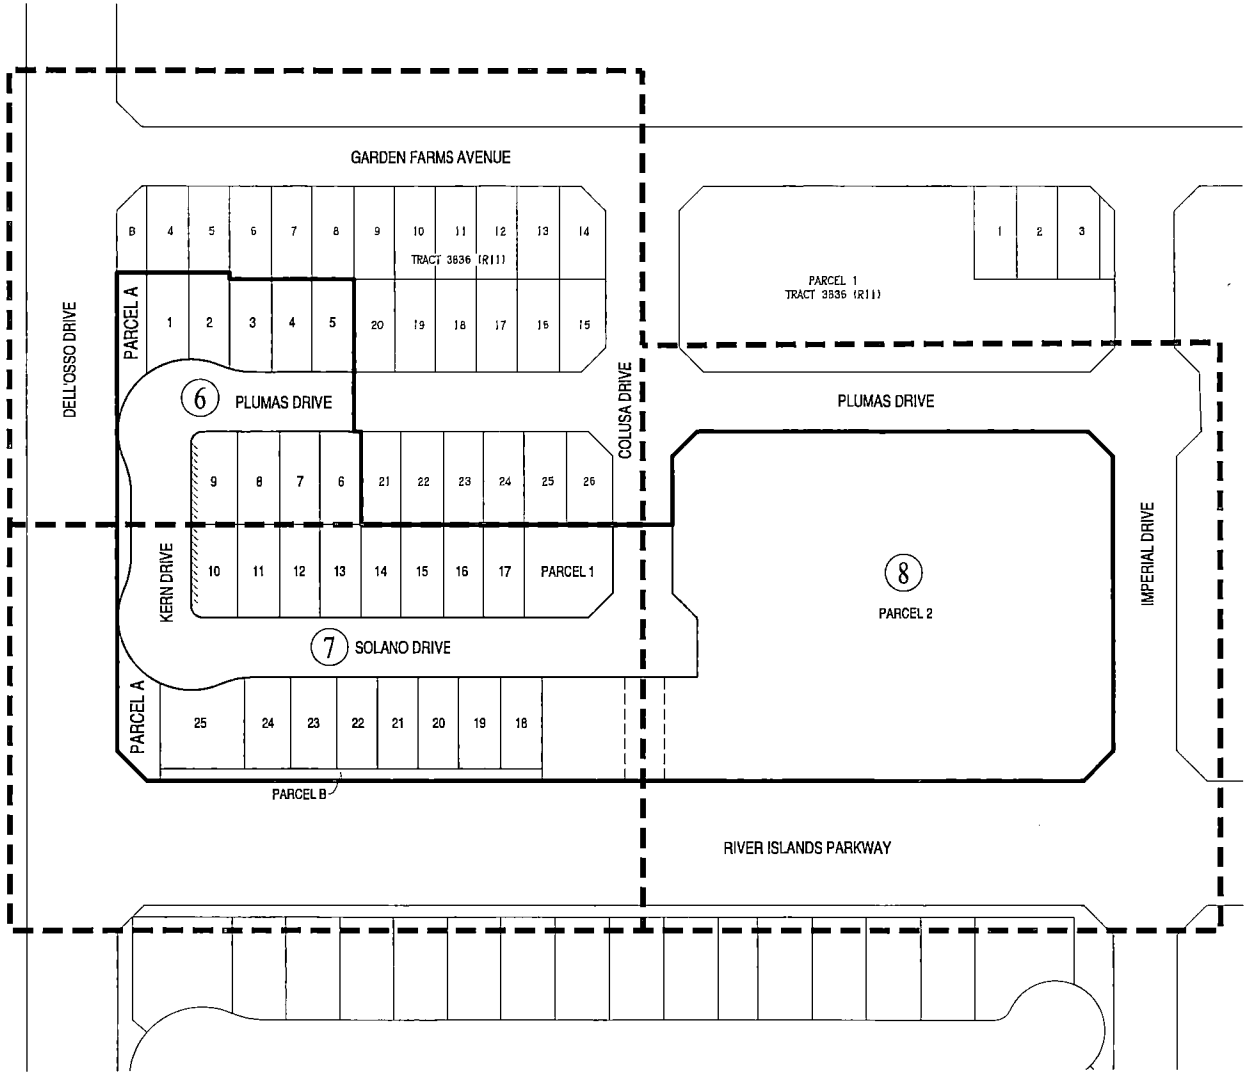 GARDEN FARMS AVENUE
B 4 5 6 7 8 9 10 11 12 13 14
1 2 3
TRACT 3836 (R11)
PARCEL 1
TRACT 3836 (R11)
PARCEL A
1 2 3 4 5 20 19 18 17 16 15
DELL'OSSO DRIVE
COLUSA DRIVE
6
PLUMAS DRIVE
PLUMAS DRIVE
9 8 7 6 21 22 23 24 25 26
IMPERIAL DRIVE
KERN DRIVE
10 11 12 13 14 15 16 17 PARCEL 1
8
PARCEL 2
7
SOLANO DRIVE
PARCEL A
25 24 23 22 21 20 19 18
PARCEL B
RIVER ISLANDS PARKWAY